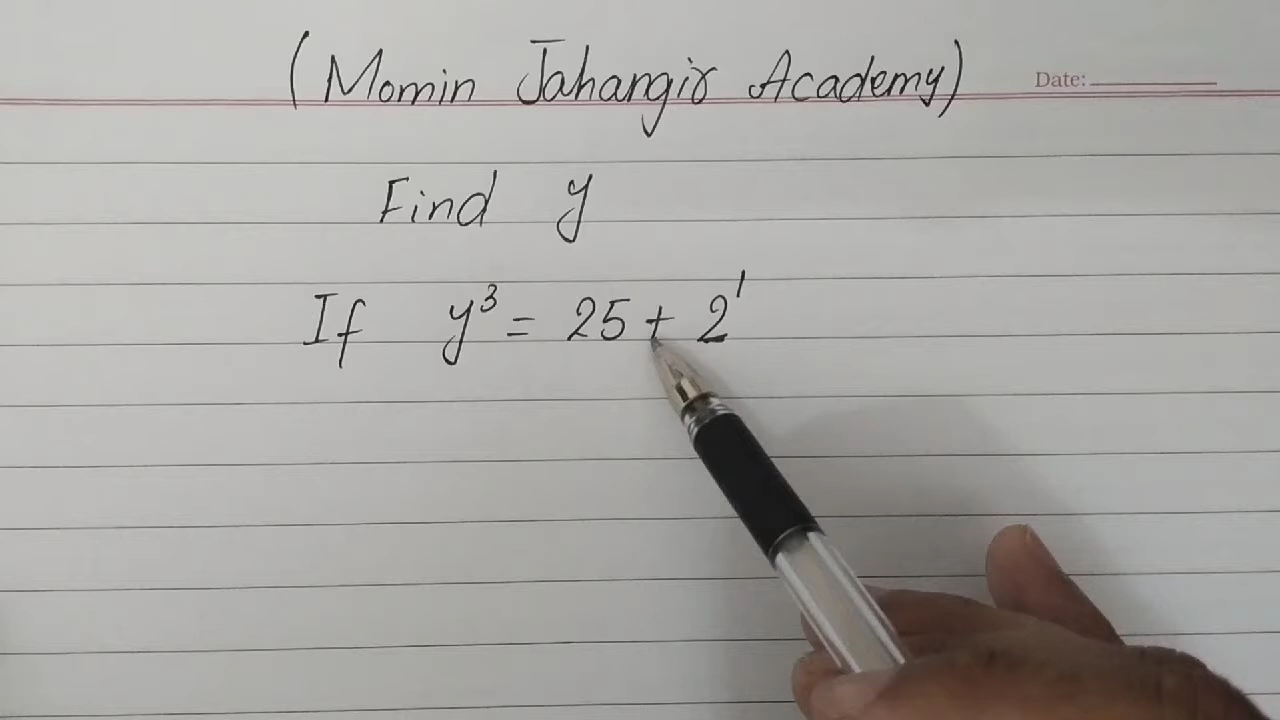 (Momin Jahangir Academy) Date:
Find y
If y³ = 25 + 2¹